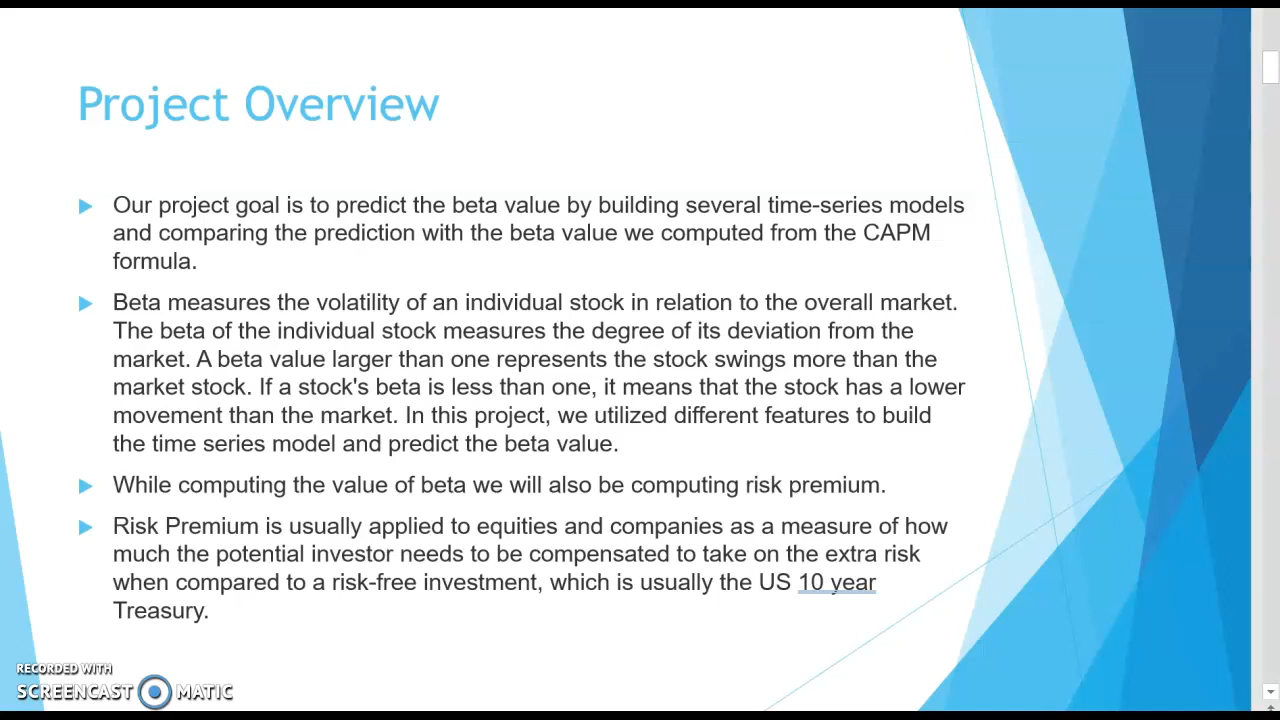 Project Overview
Our project goal is to predict the beta value by building several time-series models
and comparing the prediction with the beta value we computed from the CAPM
formula.
Beta measures the volatility of an individual stock in relation to the overall market.
The beta of the individual stock measures the degree of its deviation from the
market. A beta value larger than one represents the stock swings more than the
market stock. If a stock's beta is less than one, it means that the stock has a lower
movement than the market. In this project, we utilized different features to build
the time series model and predict the beta value.
While computing the value of beta we will also be computing risk premium.
Risk Premium is usually applied to equities and companies as a measure of how
much the potential investor needs to be compensated to take on the extra risk
when compared to a risk-free investment, which is usually the US 10 year
Treasury.
RECORDED WITH
SCREENCAST MATIC